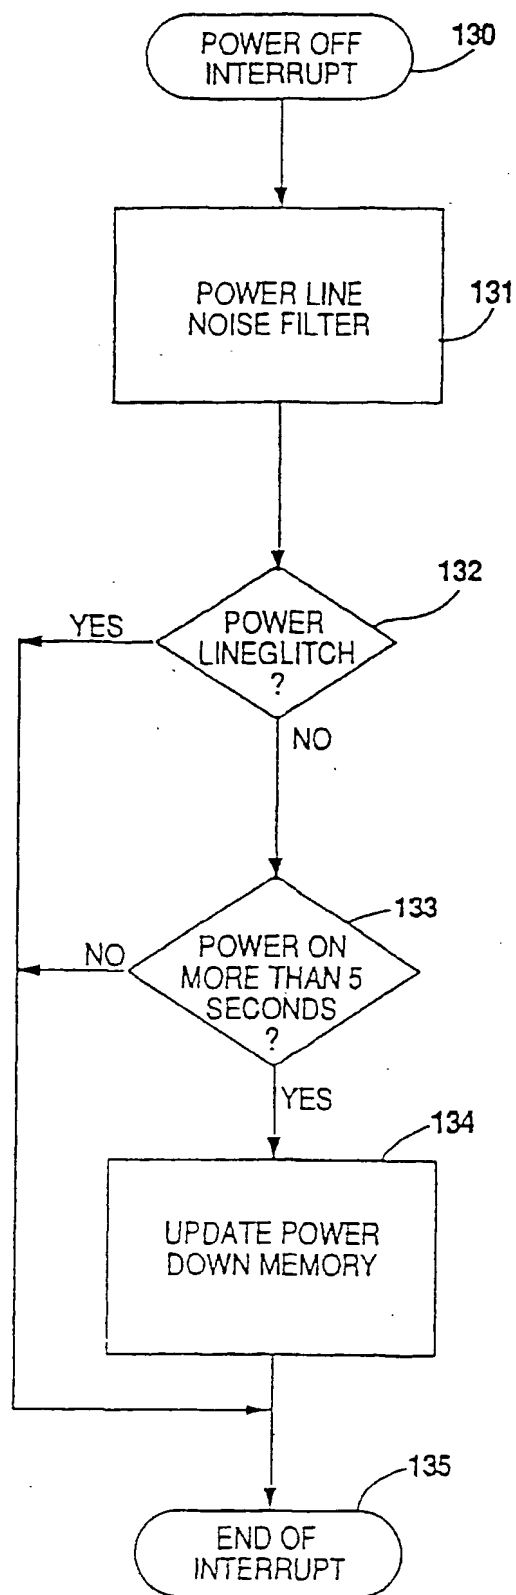 POWER OFF
INTERRUPT
130
POWER LINE
NOISE FILTER
131
132
YES
POWER
LINEGLITCH
?
NO
133
NO
POWER ON
MORE THAN 5
SECONDS
?
YES
134
UPDATE POWER
DOWN MEMORY
135
END OF
INTERRUPT